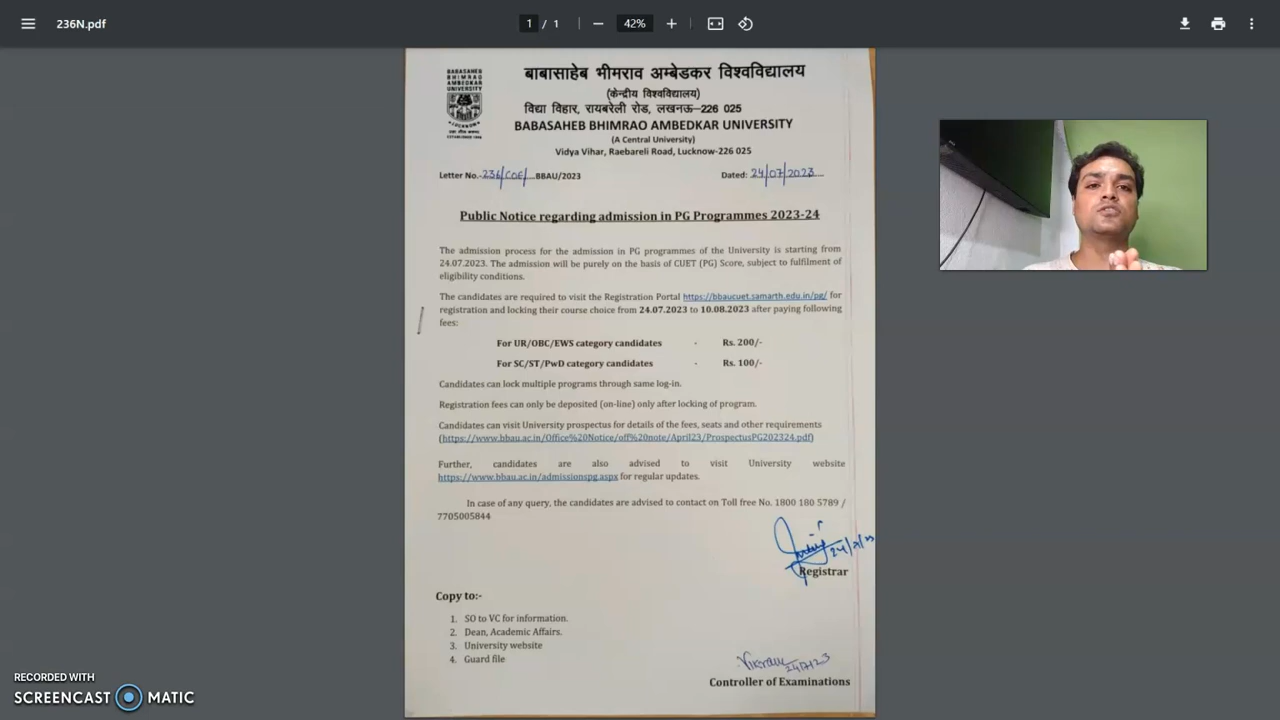 236N.pdf
1 / 1
42%
BABASAHEB
BHIMRAO
AMBEDKAR
UNIVERSITY
LUCKNOW
बाबासाहेब भीमराव अम्बेडकर विश्वविद्यालय
(केन्द्रीय विश्वविद्यालय)
विद्या विहार, रायबरेली रोड, लखनऊ–226 025
BABASAHEB BHIMRAO AMBEDKAR UNIVERSITY
(A Central University)
Vidya Vihar, Raebareli Road, Lucknow-226 025
Letter No.-236/COE/...BBAU/2023 Dated: 24/07/2023
Public Notice regarding admission in PG Programmes 2023-24
The admission process for the admission in PG programmes of the University is starting from
24.07.2023. The admission will be purely on the basis of CUET (PG) Score, subject to fulfilment of
eligibility conditions.
The candidates are required to visit the Registration Portal https://bbaucuet.samarth.edu.in/pg/ for
registration and locking their course choice from 24.07.2023 to 10.08.2023 after paying following
fees:
For UR/OBC/EWS category candidates - Rs. 200/-
For SC/ST/PwD category candidates - Rs. 100/-
Candidates can lock multiple programs through same log-in.
Registration fees can only be deposited (on-line) only after locking of program.
Candidates can visit University prospectus for details of the fees, seats and other requirements
(https://www.bbau.ac.in/Office%20Notice/off%20note/April23/ProspectusPG202324.pdf)
Further, candidates are also advised to visit University website
https://www.bbau.ac.in/admissionspg.aspx for regular updates.
In case of any query, the candidates are advised to contact on Toll free No. 1800 180 5789 /
7705005844
24/7/23
Registrar
Copy to:-
1. SO to VC for information.
2. Dean, Academic Affairs.
3. University website
4. Guard file
Vikram 24/7/23
Controller of Examinations
RECORDED WITH
SCREENCAST MATIC